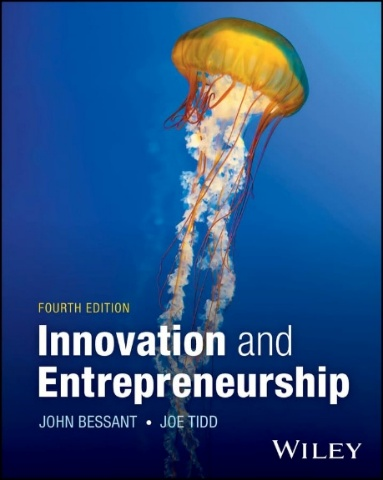 FOURTH EDITION
Innovation and
Entrepreneurship
JOHN BESSANT • JOE TIDD
WILEY